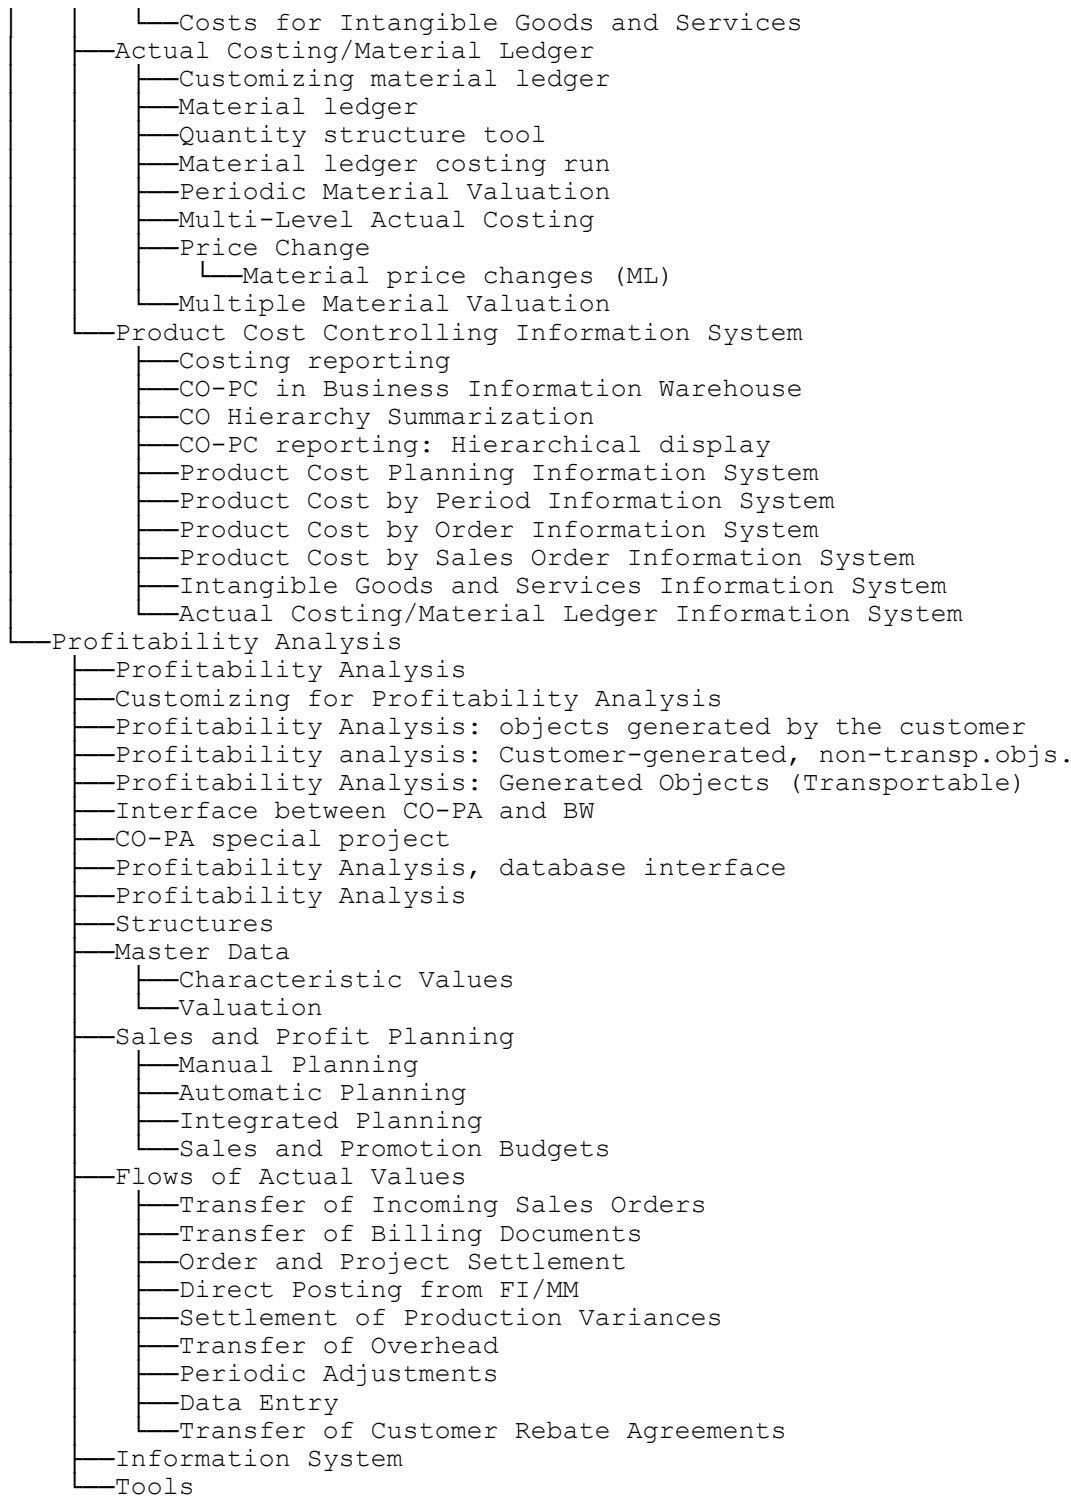 Costs for Intangible Goods and Services
Actual Costing/Material Ledger
Customizing material ledger
Material ledger
Quantity structure tool
Material ledger costing run
Periodic Material Valuation
Multi-Level Actual Costing
Price Change
Material price changes (ML)
Multiple Material Valuation
Product Cost Controlling Information System
Costing reporting
CO-PC in Business Information Warehouse
CO Hierarchy Summarization
CO-PC reporting: Hierarchical display
Product Cost Planning Information System
Product Cost by Period Information System
Product Cost by Order Information System
Product Cost by Sales Order Information System
Intangible Goods and Services Information System
Actual Costing/Material Ledger Information System
Profitability Analysis
Profitability Analysis
Customizing for Profitability Analysis
Profitability Analysis: objects generated by the customer
Profitability analysis: Customer-generated, non-transp.objs.
Profitability Analysis: Generated Objects (Transportable)
Interface between CO-PA and BW
CO-PA special project
Profitability Analysis, database interface
Profitability Analysis
Structures
Master Data
Characteristic Values
Valuation
Sales and Profit Planning
Manual Planning
Automatic Planning
Integrated Planning
Sales and Promotion Budgets
Flows of Actual Values
Transfer of Incoming Sales Orders
Transfer of Billing Documents
Order and Project Settlement
Direct Posting from FI/MM
Settlement of Production Variances
Transfer of Overhead
Periodic Adjustments
Data Entry
Transfer of Customer Rebate Agreements
Information System
Tools